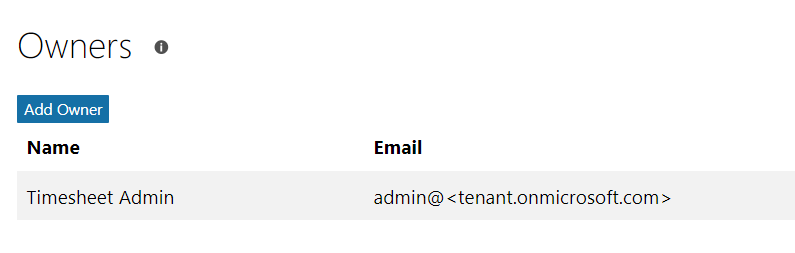 Owners
Add Owner
Name Email
Timesheet Admin admin@<tenant.onmicrosoft.com>